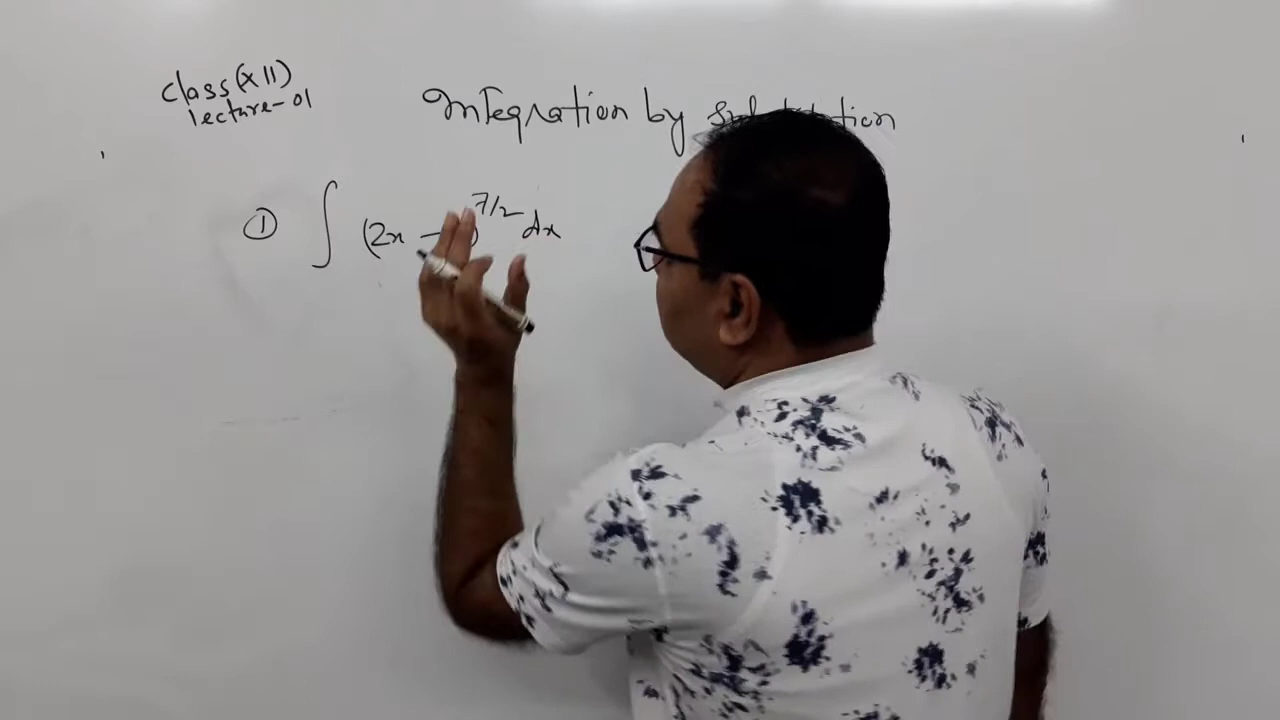 Class(XII)
lecture-01
Integration by
① ∫ (2x - )^7/2 dx